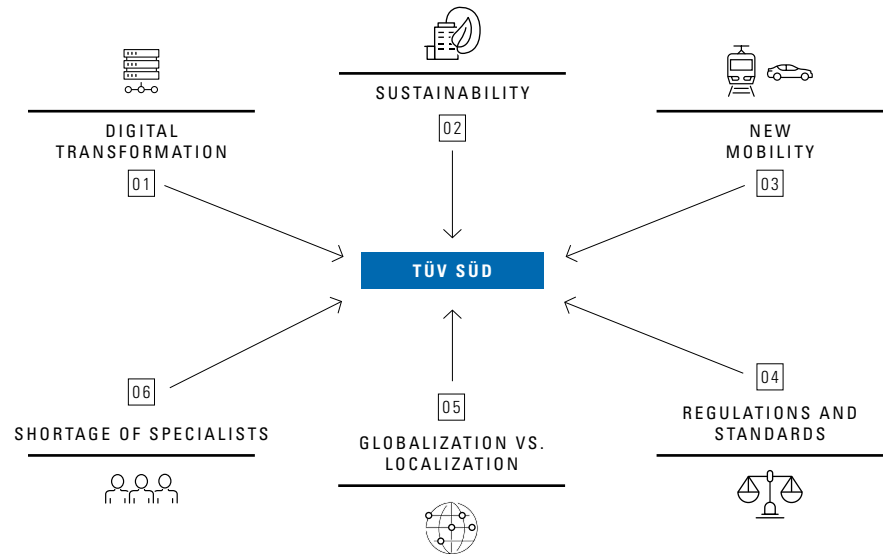 DIGITAL
TRANSFORMATION
01
SUSTAINABILITY
02
NEW
MOBILITY
03
TÜV SÜD
06
SHORTAGE OF SPECIALISTS
05
GLOBALIZATION VS.
LOCALIZATION
04
REGULATIONS AND
STANDARDS